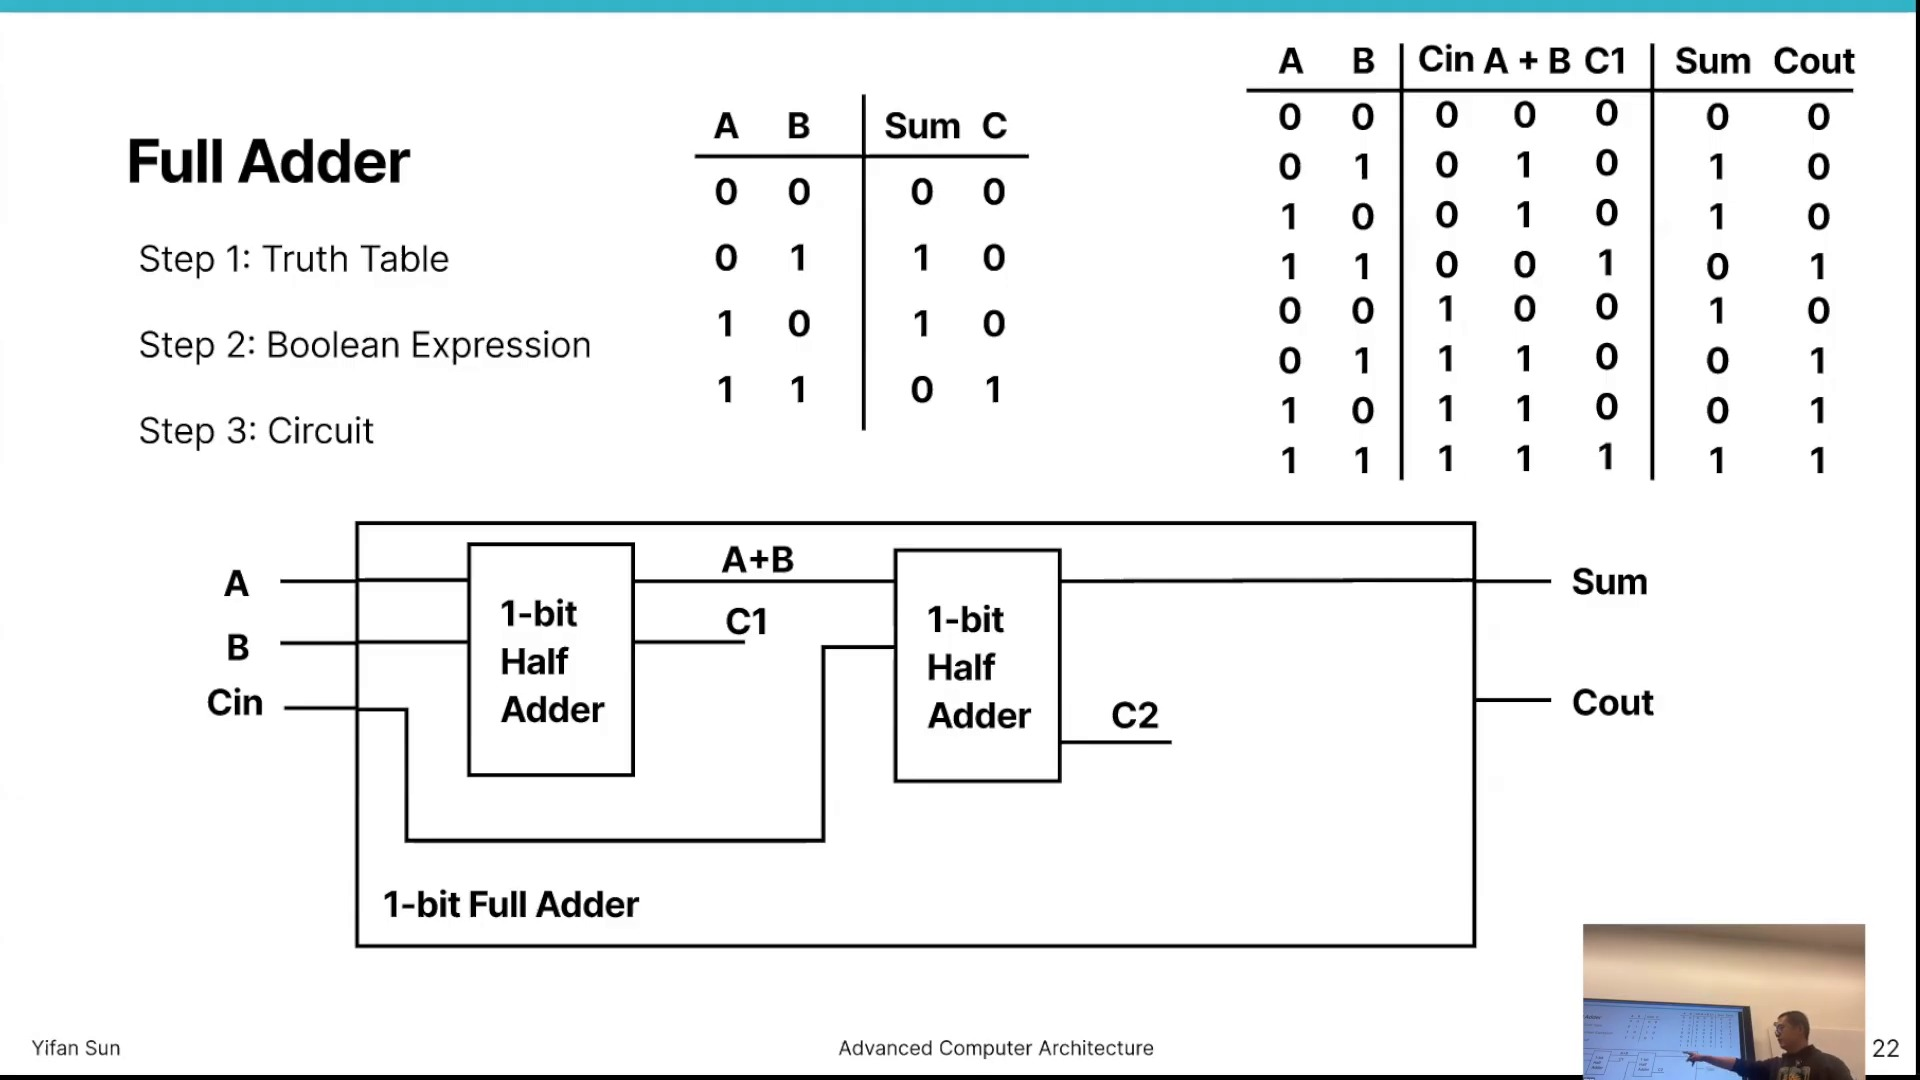 Full Adder
Step 1: Truth Table
Step 2: Boolean Expression
Step 3: Circuit
A B Sum C
0 0 0 0
0 1 1 0
1 0 1 0
1 1 0 1
A B Cin A + B C1 Sum Cout
0 0 0 0 0 0 0
0 1 0 1 0 1 0
1 0 0 1 0 1 0
1 1 0 0 1 0 1
0 0 1 0 0 1 0
0 1 1 1 0 0 1
1 0 1 1 0 0 1
1 1 1 1 1 1 1
A
B
Cin
1-bit
Half
Adder
A+B
C1
1-bit
Half
Adder
C2
Sum
Cout
1-bit Full Adder
Yifan Sun
Advanced Computer Architecture
22